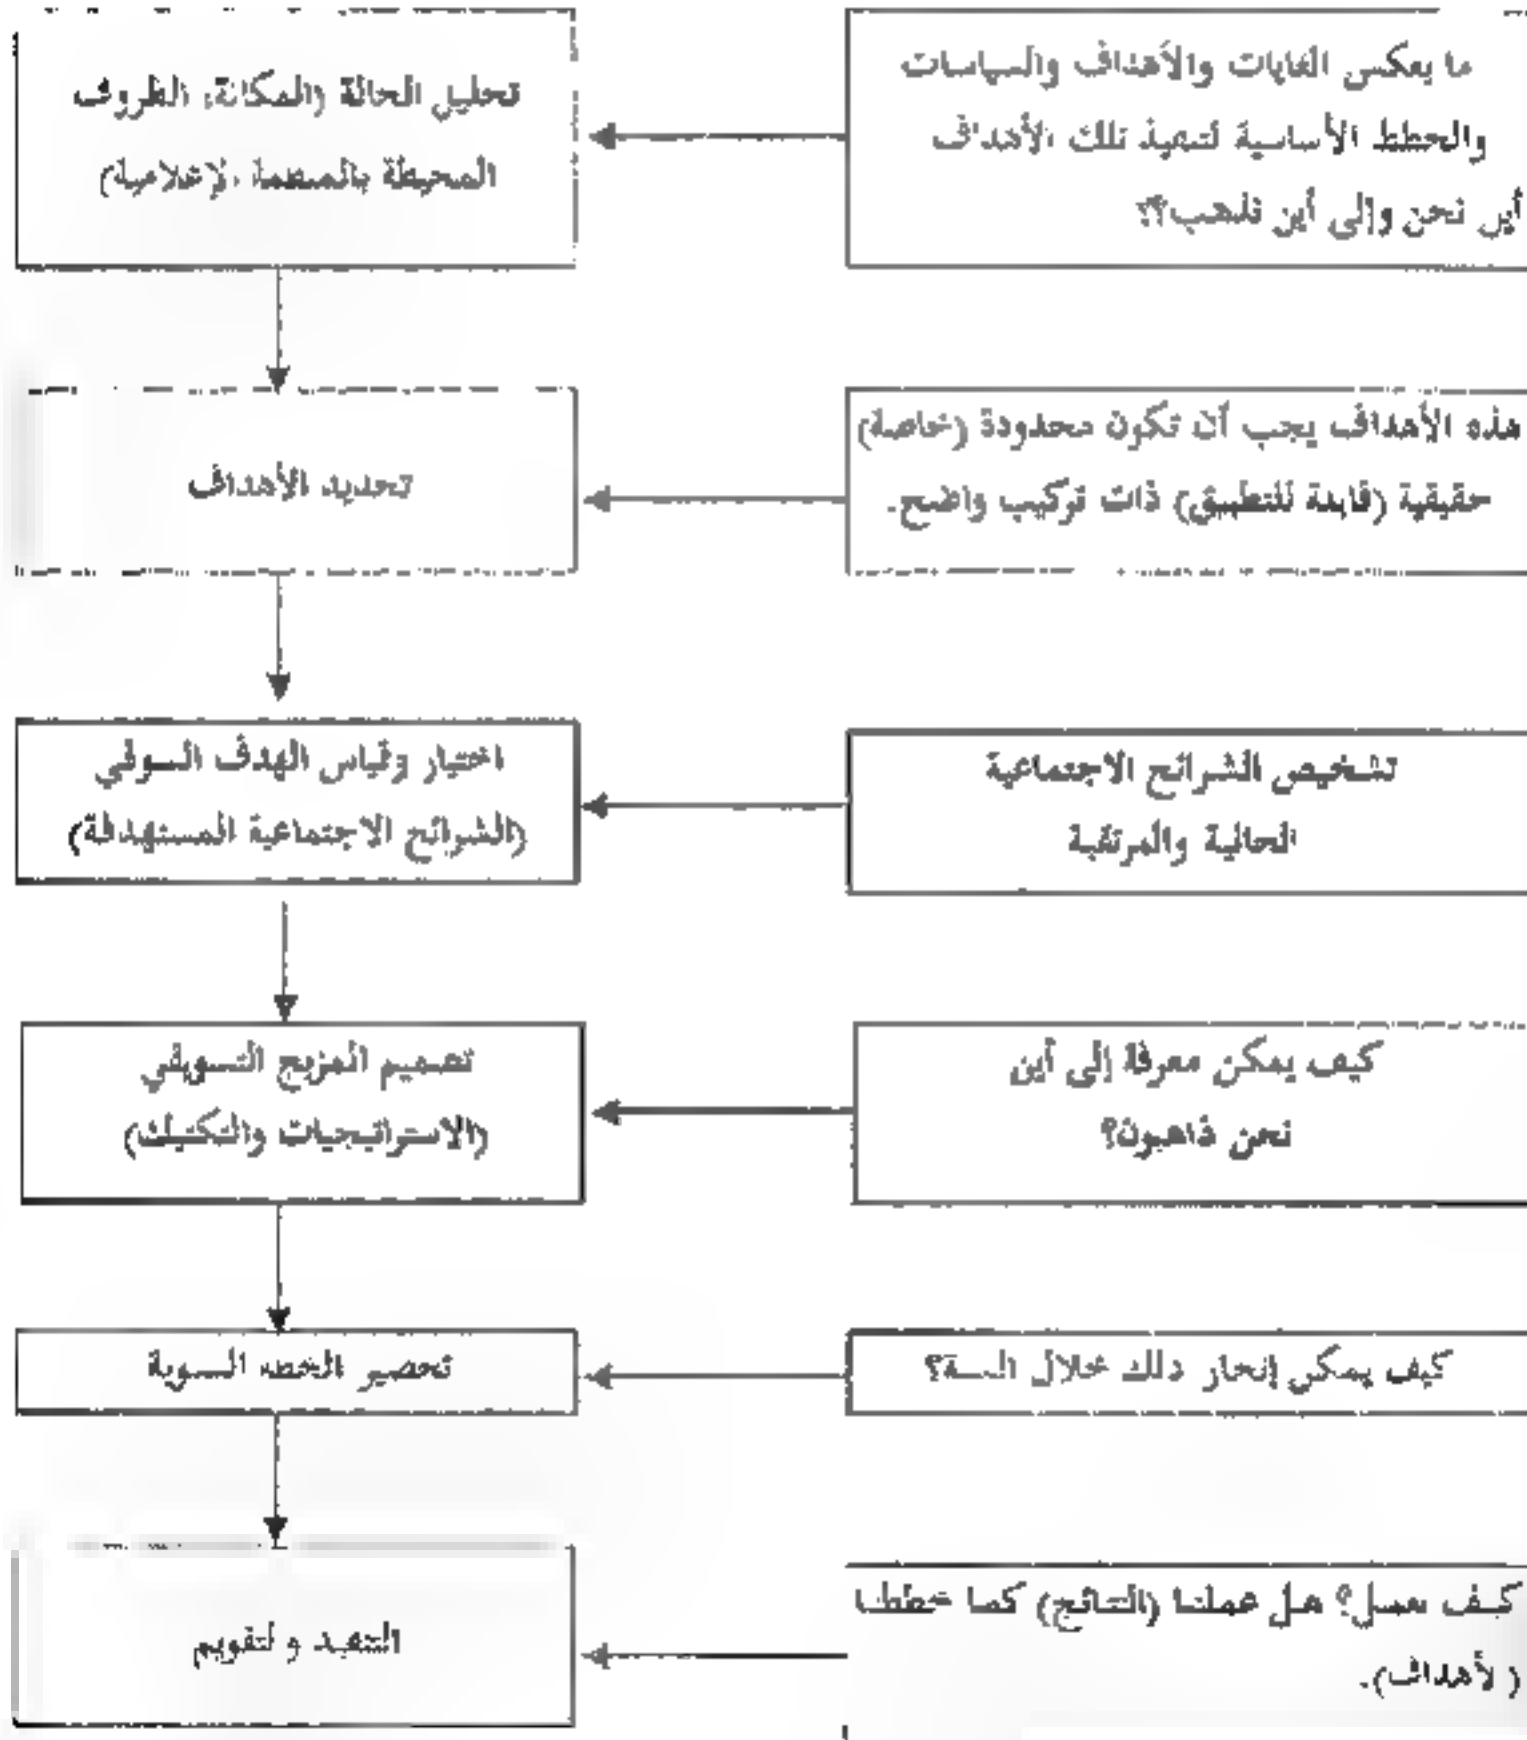 ما يعكس الغايات والأهداف والسياسات
والخطط الأساسية لتنفيذ تلك الأهداف
أين نحن وإلى أين نذهب؟؟
تحليل الحالة (المكانة، الظروف
المحيطة بالمنظمة الإعلامية)
هذه الأهداف يجب أن تكون محدودة (خاصة)
حقيقية (قابلة للتطبيق) ذات تركيب واضح.
تحديد الأهداف
تشخيص الشرائح الاجتماعية
الحالية والمرتقبة
اختيار وقياس الهدف السوقي
(الشرائح الاجتماعية المستهدفة)
كيف يمكن معرفة إلى أين
نحن ذاهبون؟
تصميم المزيج التسويقي
(الاستراتيجيات والتكتيك)
كيف يمكن إنجاز ذلك خلال السنة؟
تحضير الخطة السنوية
كيف نعمل؟ هل عملنا (النتائج) كما خططنا
(الأهداف).
التنفيذ والتقويم